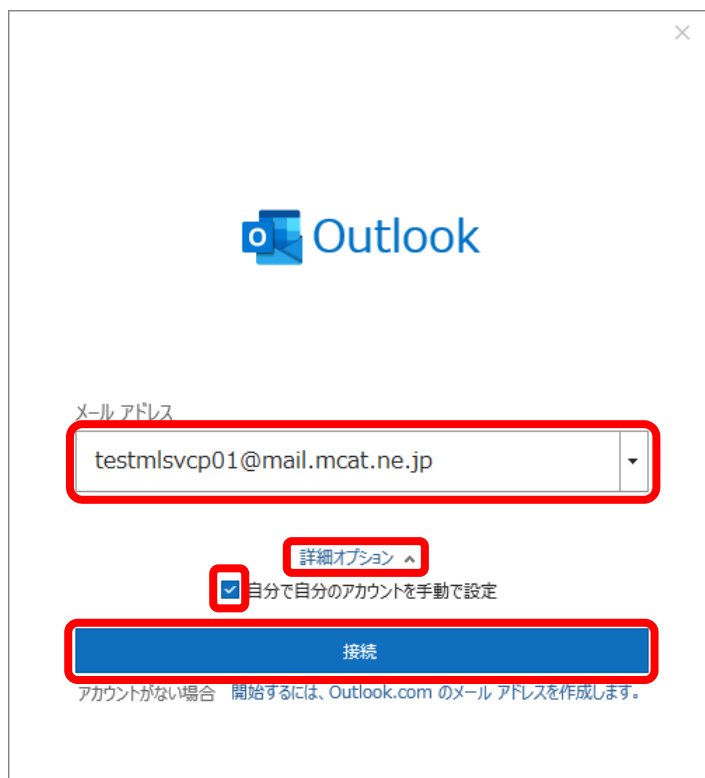 Outlook
メール アドレス
testmlsvcp01@mail.mcat.ne.jp
詳細オプション
自分で自分のアカウントを手動で設定
接続
アカウントがない場合 開始するには、Outlook.com のメール アドレスを作成します。